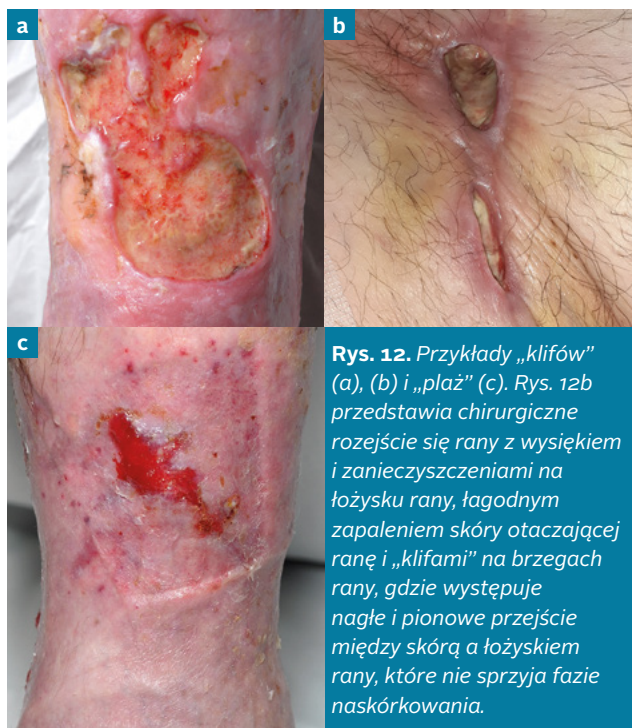 a
b
c
Rys. 12. Przykłady „klifów”
(a), (b) i „plaż” (c). Rys. 12b
przedstawia chirurgiczne
rozejście się rany z wysiękiem
i zanieczyszczeniami na
łożysku rany, łagodnym
zapaleniem skóry otaczającej
ranę i „klifami” na brzegach
rany, gdzie występuje
nagłe i pionowe przejście
między skórą a łożyskiem
rany, które nie sprzyja fazie
naskórkowania.